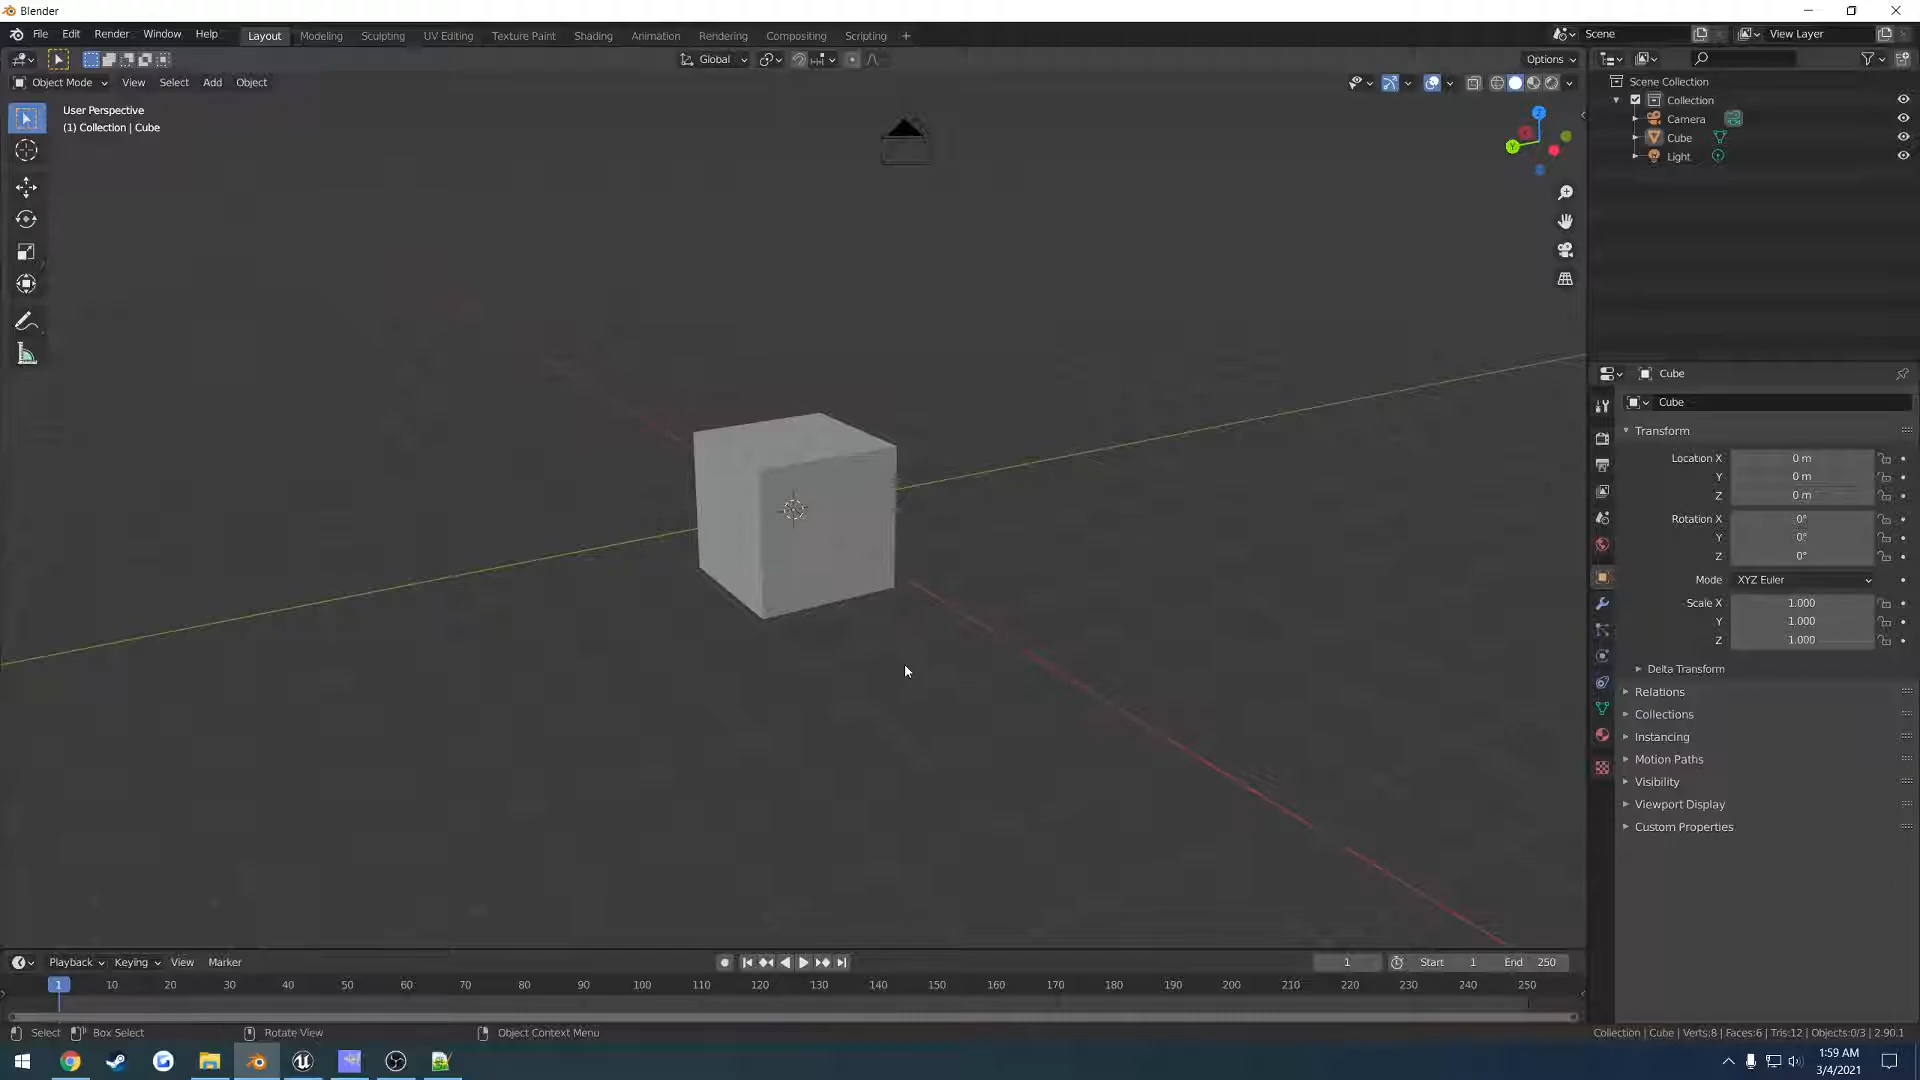 Blender
File Edit Render Window Help Layout Modeling Sculpting UV Editing Texture Paint Shading Animation Rendering Compositing Scripting +
Scene View Layer
Global Options
Object Mode View Select Add Object
User Perspective
(1) Collection | Cube
Z
Y
Scene Collection
Collection
Camera
Cube
Light
Cube
Cube
Transform
Location X 0 m
Y 0 m
Z 0 m
Rotation X 0°
Y 0°
Z 0°
Mode XYZ Euler
Scale X 1.000
Y 1.000
Z 1.000
Delta Transform
Relations
Collections
Instancing
Motion Paths
Visibility
Viewport Display
Custom Properties
Playback Keying View Marker 1 Start 1 End 250
1 10 20 30 40 50 60 70 80 90 100 110 120 130 140 150 160 170 180 190 200 210 220 230 240 250
Select Box Select Rotate View Object Context Menu Collection | Cube | Verts:8 | Faces:6 | Tris:12 | Objects:0/3 | 2.90.1
1:59 AM
3/4/2021